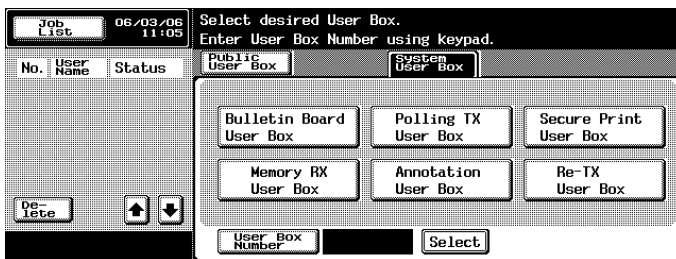 Job
List
06/03/06
11:05
Select desired User Box.
Enter User Box Number using keypad.
No. User
Name Status
Public
User Box
System
User Box
Bulletin Board
User Box
Polling TX
User Box
Secure Print
User Box
Memory RX
User Box
Annotation
User Box
Re-TX
User Box
De-
lete
User Box
Number
Select